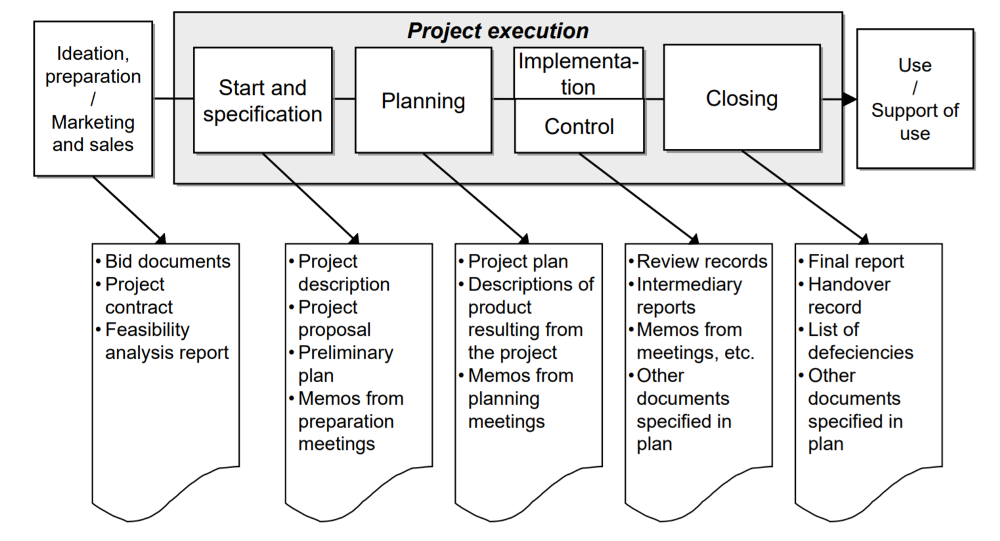 Project execution
Ideation,
preparation
/
Marketing
and sales
Start and
specification
Planning
Implementa-
tion
Control
Closing
Use
/
Support of
use
• Bid documents
• Project
contract
• Feasibility
analysis report
• Project
description
• Project
proposal
• Preliminary
plan
• Memos from
preparation
meetings
• Project plan
• Descriptions of
product
resulting from
the project
• Memos from
planning
meetings
• Review records
• Intermediary
reports
• Memos from
meetings, etc.
• Other
documents
specified in
plan
• Final report
• Handover
record
• List of
defeciencies
• Other
documents
specified in
plan